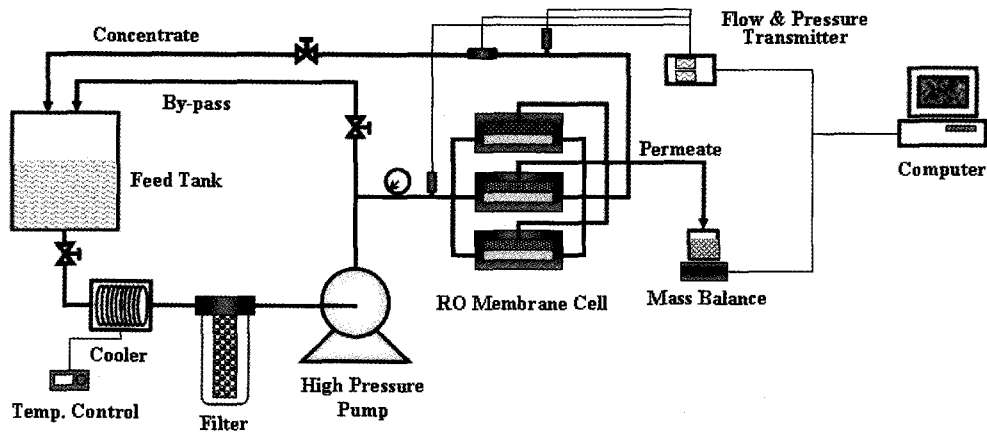 Flow & Pressure
Transmitter
Concentrate
By-pass
Feed Tank
Permeate
Computer
RO Membrane Cell
Mass Balance
Cooler
High Pressure
Pump
Temp. Control
Filter